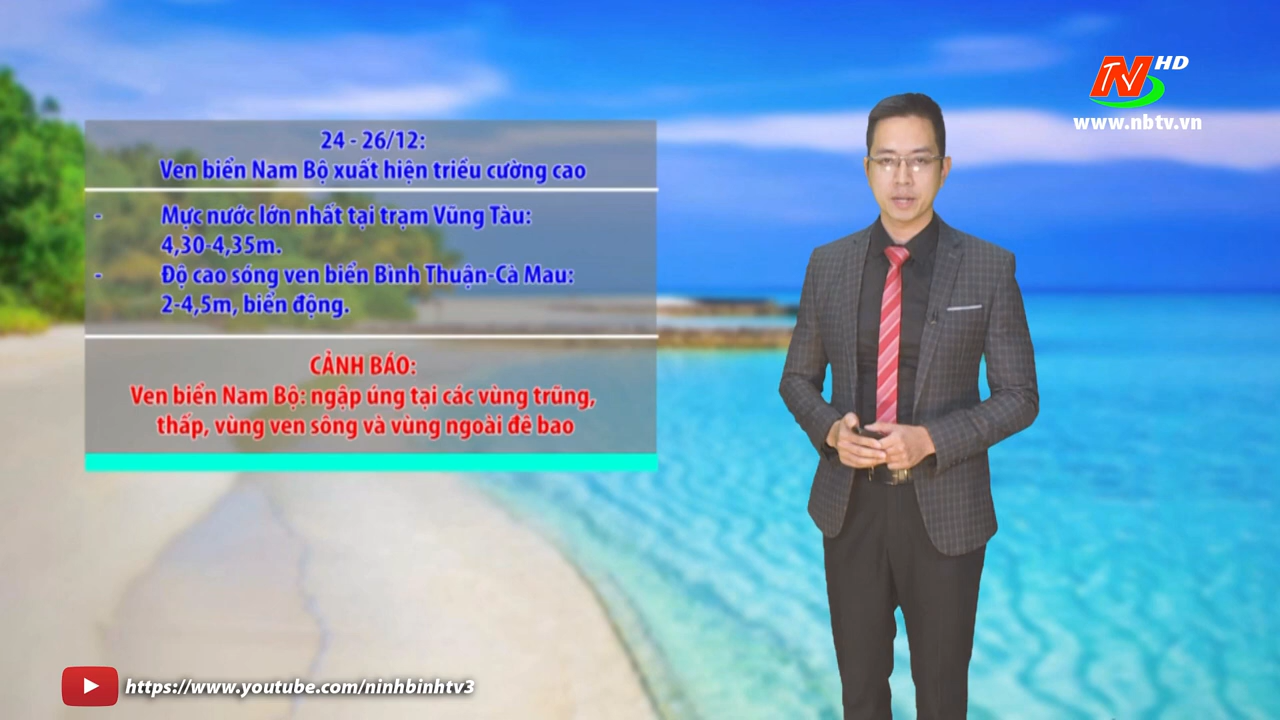 NTV HD
www.nbtv.vn
24 - 26/12:
Ven biển Nam Bộ xuất hiện triều cường cao
- Mực nước lớn nhất tại trạm Vũng Tàu:
4,30-4,35m.
- Độ cao sóng ven biển Bình Thuận-Cà Mau:
2-4,5m, biển động.
CẢNH BÁO:
Ven biển Nam Bộ: ngập úng tại các vùng trũng,
thấp, vùng ven sông và vùng ngoài đê bao
https://www.youtube.com/ninhbinhtv3